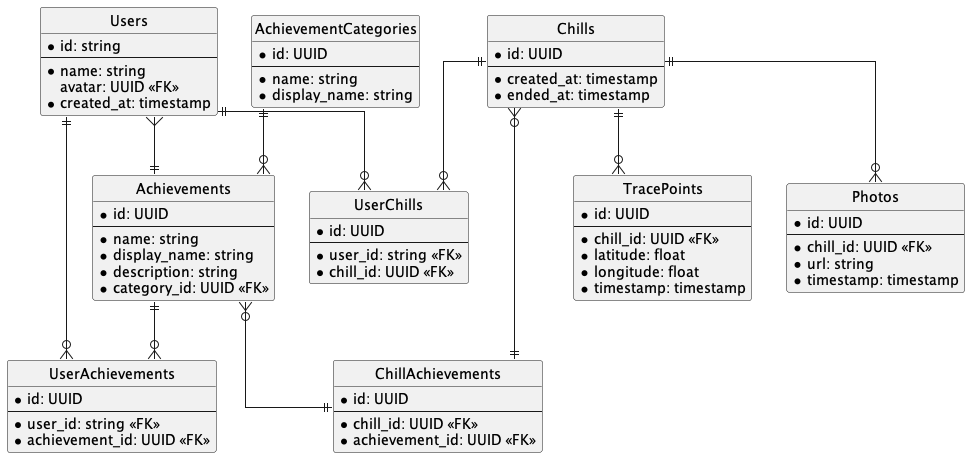 Users
id: string
name: string
avatar: UUID «FK»
created_at: timestamp
AchievementCategories
id: UUID
name: string
display_name: string
Chills
id: UUID
created_at: timestamp
ended_at: timestamp
Achievements
id: UUID
name: string
display_name: string
description: string
category_id: UUID «FK»
UserChills
id: UUID
user_id: string «FK»
chill_id: UUID «FK»
TracePoints
id: UUID
chill_id: UUID «FK»
latitude: float
longitude: float
timestamp: timestamp
Photos
id: UUID
chill_id: UUID «FK»
url: string
timestamp: timestamp
UserAchievements
id: UUID
user_id: string «FK»
achievement_id: UUID «FK»
ChillAchievements
id: UUID
chill_id: UUID «FK»
achievement_id: UUID «FK»